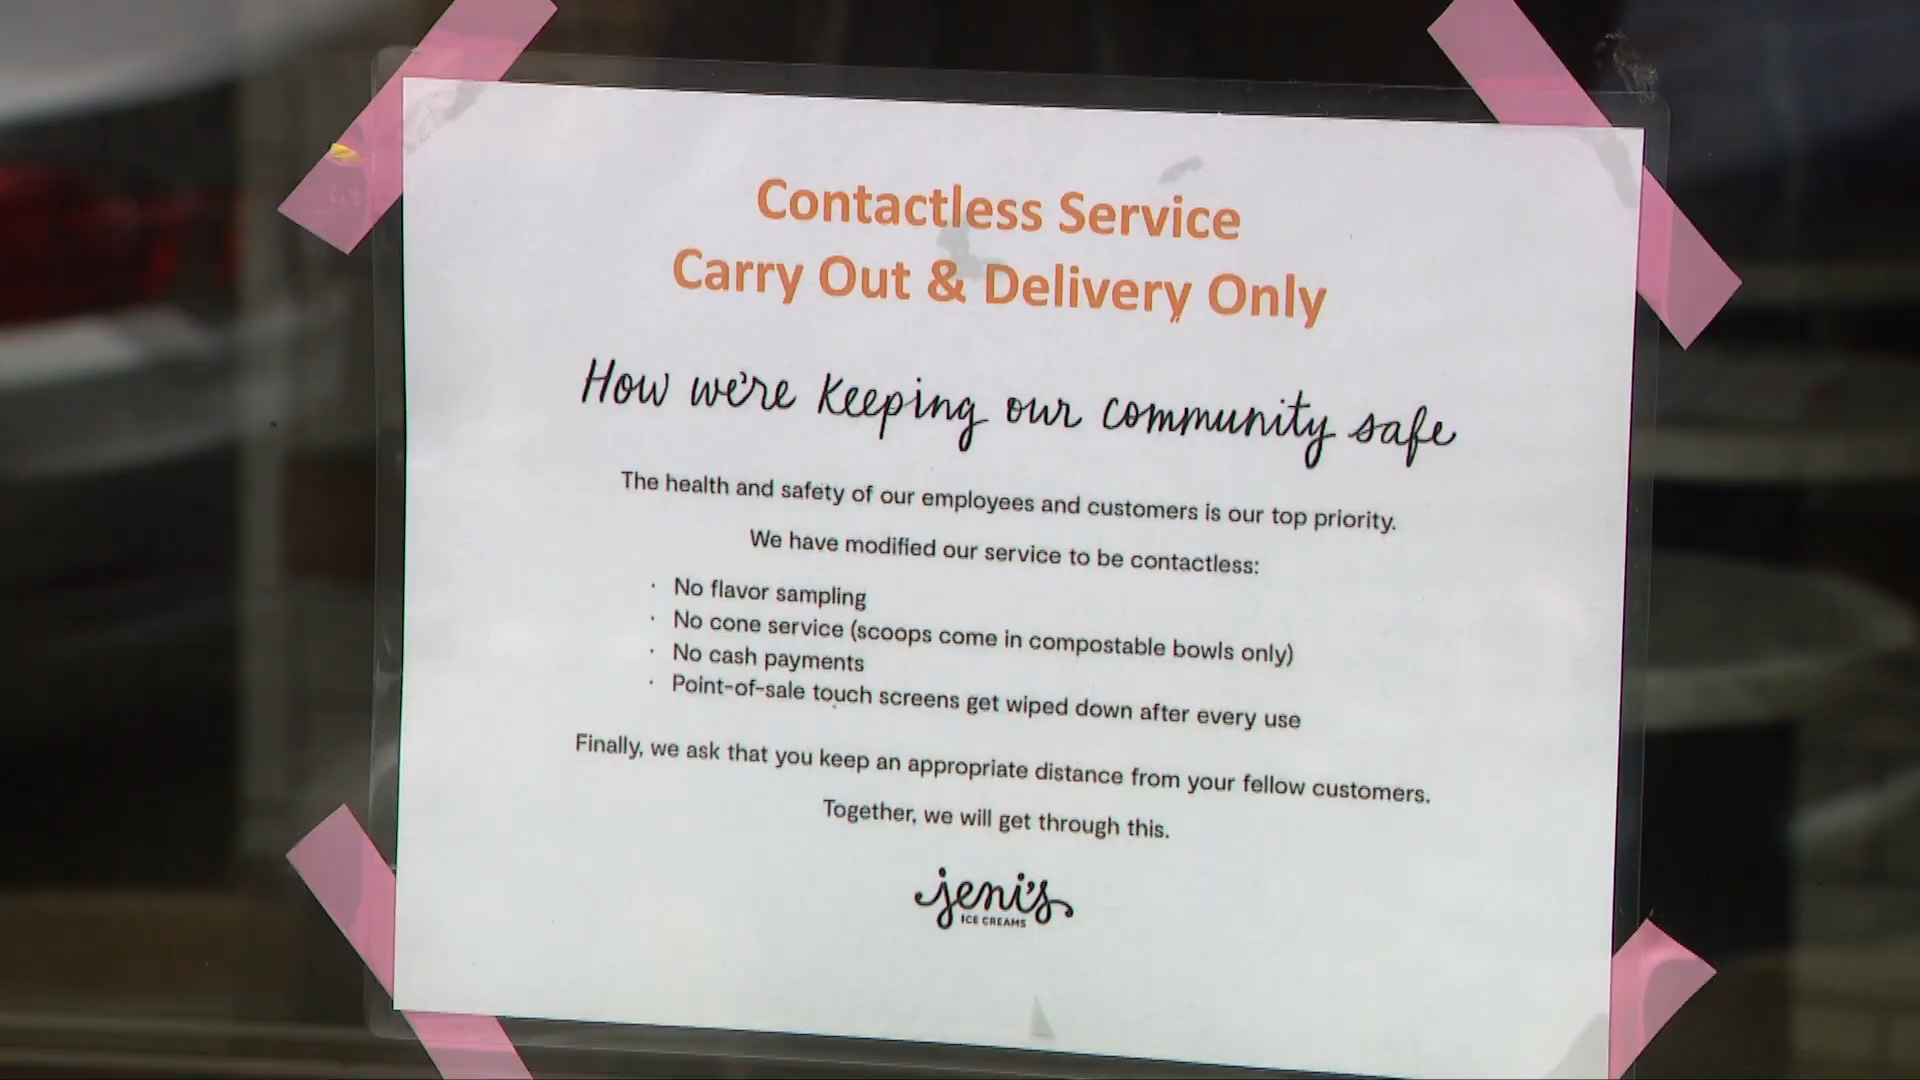 Contactless Service
Carry Out & Delivery Only
How we're keeping our community safe
The health and safety of our employees and customers is our top priority.
We have modified our service to be contactless:
· No flavor sampling
· No cone service (scoops come in compostable bowls only)
· No cash payments
· Point-of-sale touch screens get wiped down after every use
Finally, we ask that you keep an appropriate distance from your fellow customers.
Together, we will get through this.
jeni's
ICE CREAMS